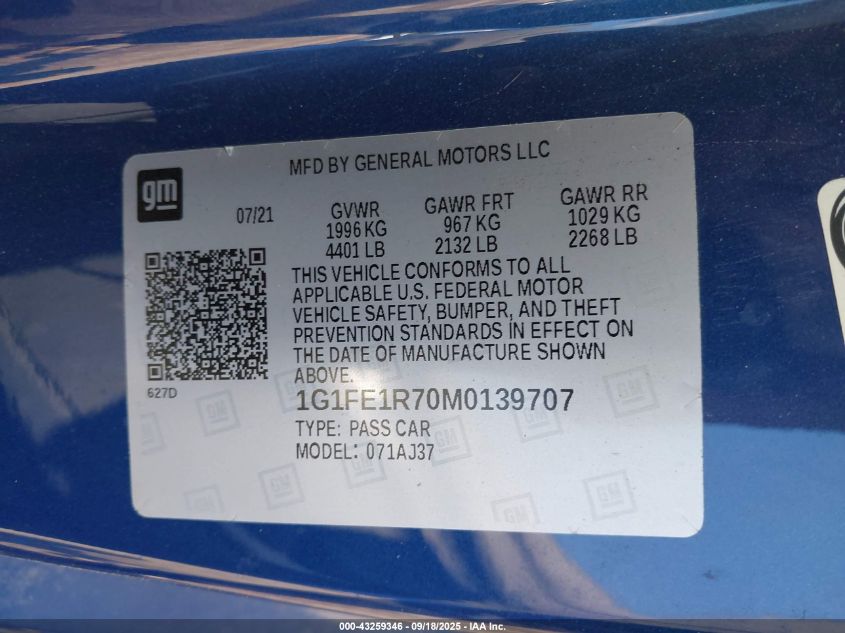 MFD BY GENERAL MOTORS LLC
gm
07/21
GVWR GAWR FRT GAWR RR
1996 KG 967 KG 1029 KG
4401 LB 2132 LB 2268 LB
THIS VEHICLE CONFORMS TO ALL
APPLICABLE U.S. FEDERAL MOTOR
VEHICLE SAFETY, BUMPER, AND THEFT
PREVENTION STANDARDS IN EFFECT ON
THE DATE OF MANUFACTURE SHOWN
ABOVE.
627D
1G1FE1R70M0139707
TYPE: PASS CAR
MODEL: 071AJ37
000-43259346 - 09/18/2025 - IAA Inc.